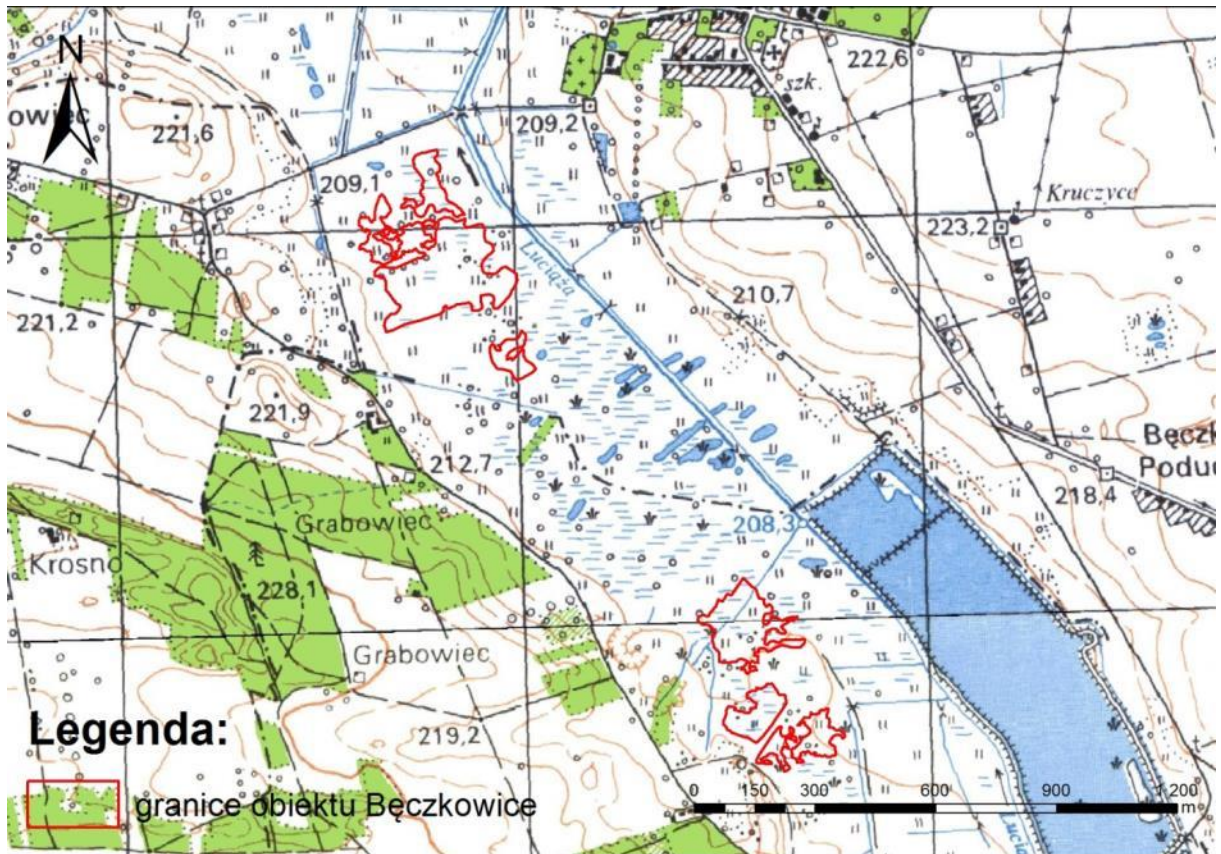 N
222,6
szk.
209,2
owiec
221,6
209,1
Kruczyce
223,2
Luciąża
210,7
221,2
221,9
Bęczk
Poduc
212,7
218,4
208,3
Grabowiec
Krosno
228,1
Grabowiec
Legenda:
219,2
granice obiektu Bęczkowice
0 150 300 600 900 1 200
m
Luciąż